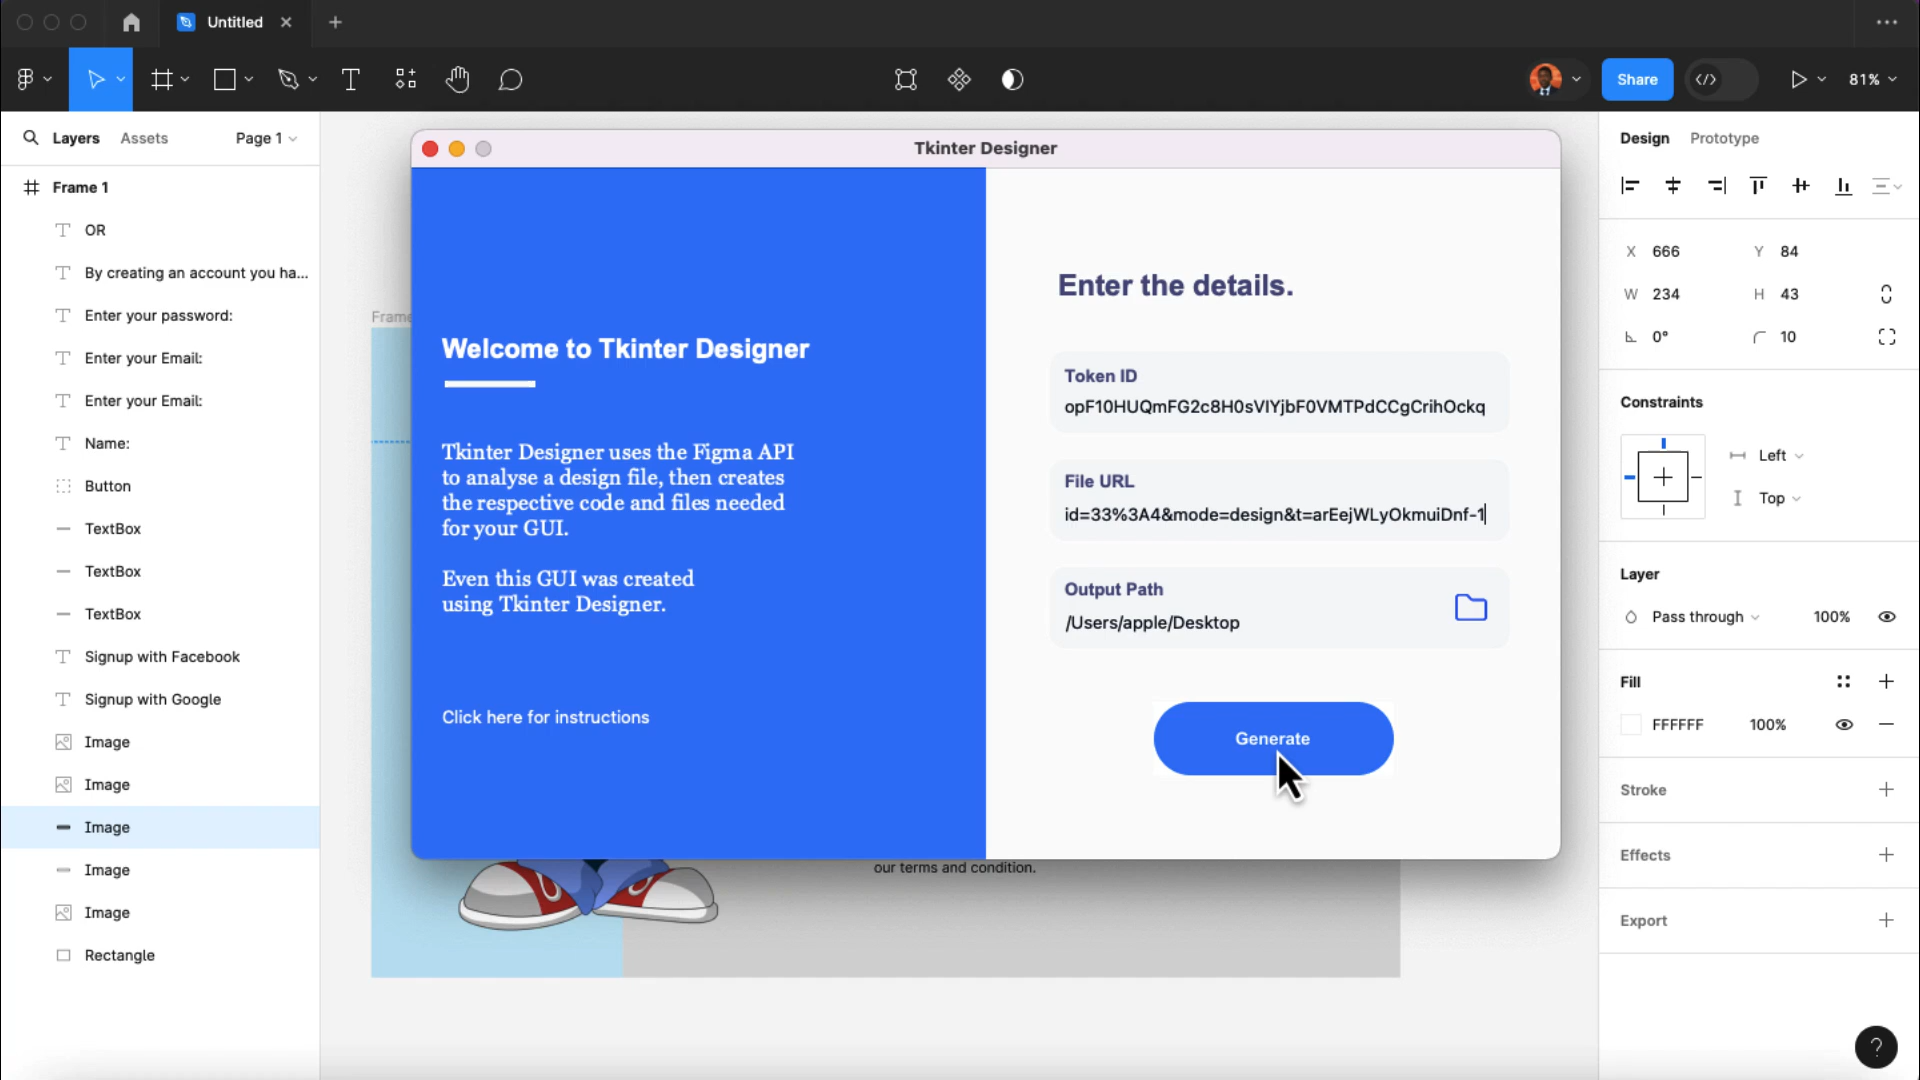 Untitled
Share
81%
Layers
Assets
Page 1
Frame 1
OR
By creating an account you ha...
Enter your password:
Enter your Email:
Enter your Email:
Name:
Button
TextBox
TextBox
TextBox
Signup with Facebook
Signup with Google
Image
Image
Image
Image
Image
Rectangle
Frame
Tkinter Designer
Welcome to Tkinter Designer
Tkinter Designer uses the Figma API
to analyse a design file, then creates
the respective code and files needed
for your GUI.
Even this GUI was created
using Tkinter Designer.
Click here for instructions
Enter the details.
Token ID
opF10HUQmFG2c8H0sVIYjbF0VMTPdCCgCrihOckq
File URL
id=33%3A4&mode=design&t=arEejWLyOkmuiDnf-1
Output Path
/Users/apple/Desktop
Generate
our terms and condition.
Design
Prototype
X 666
Y 84
W 234
H 43
0°
10
Constraints
Left
Top
Layer
Pass through
100%
Fill
FFFFFF
100%
Stroke
Effects
Export
?